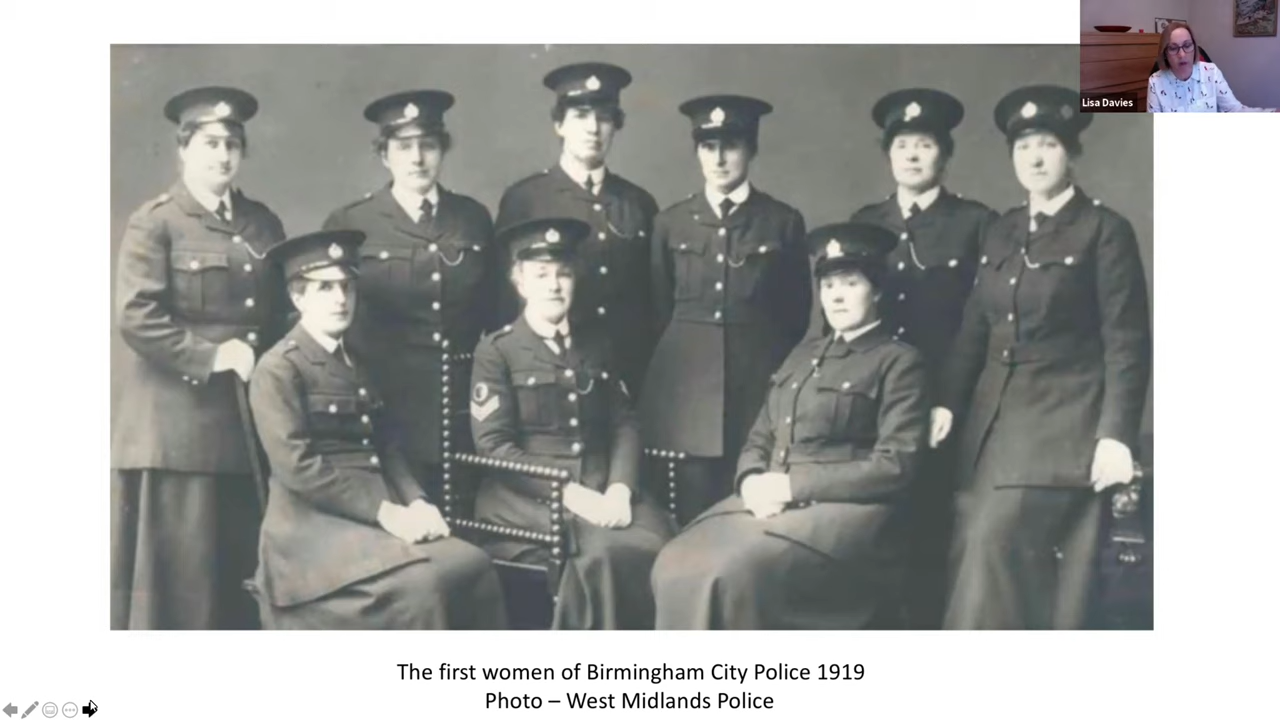 Lisa Davies
The first women of Birmingham City Police 1919
Photo – West Midlands Police